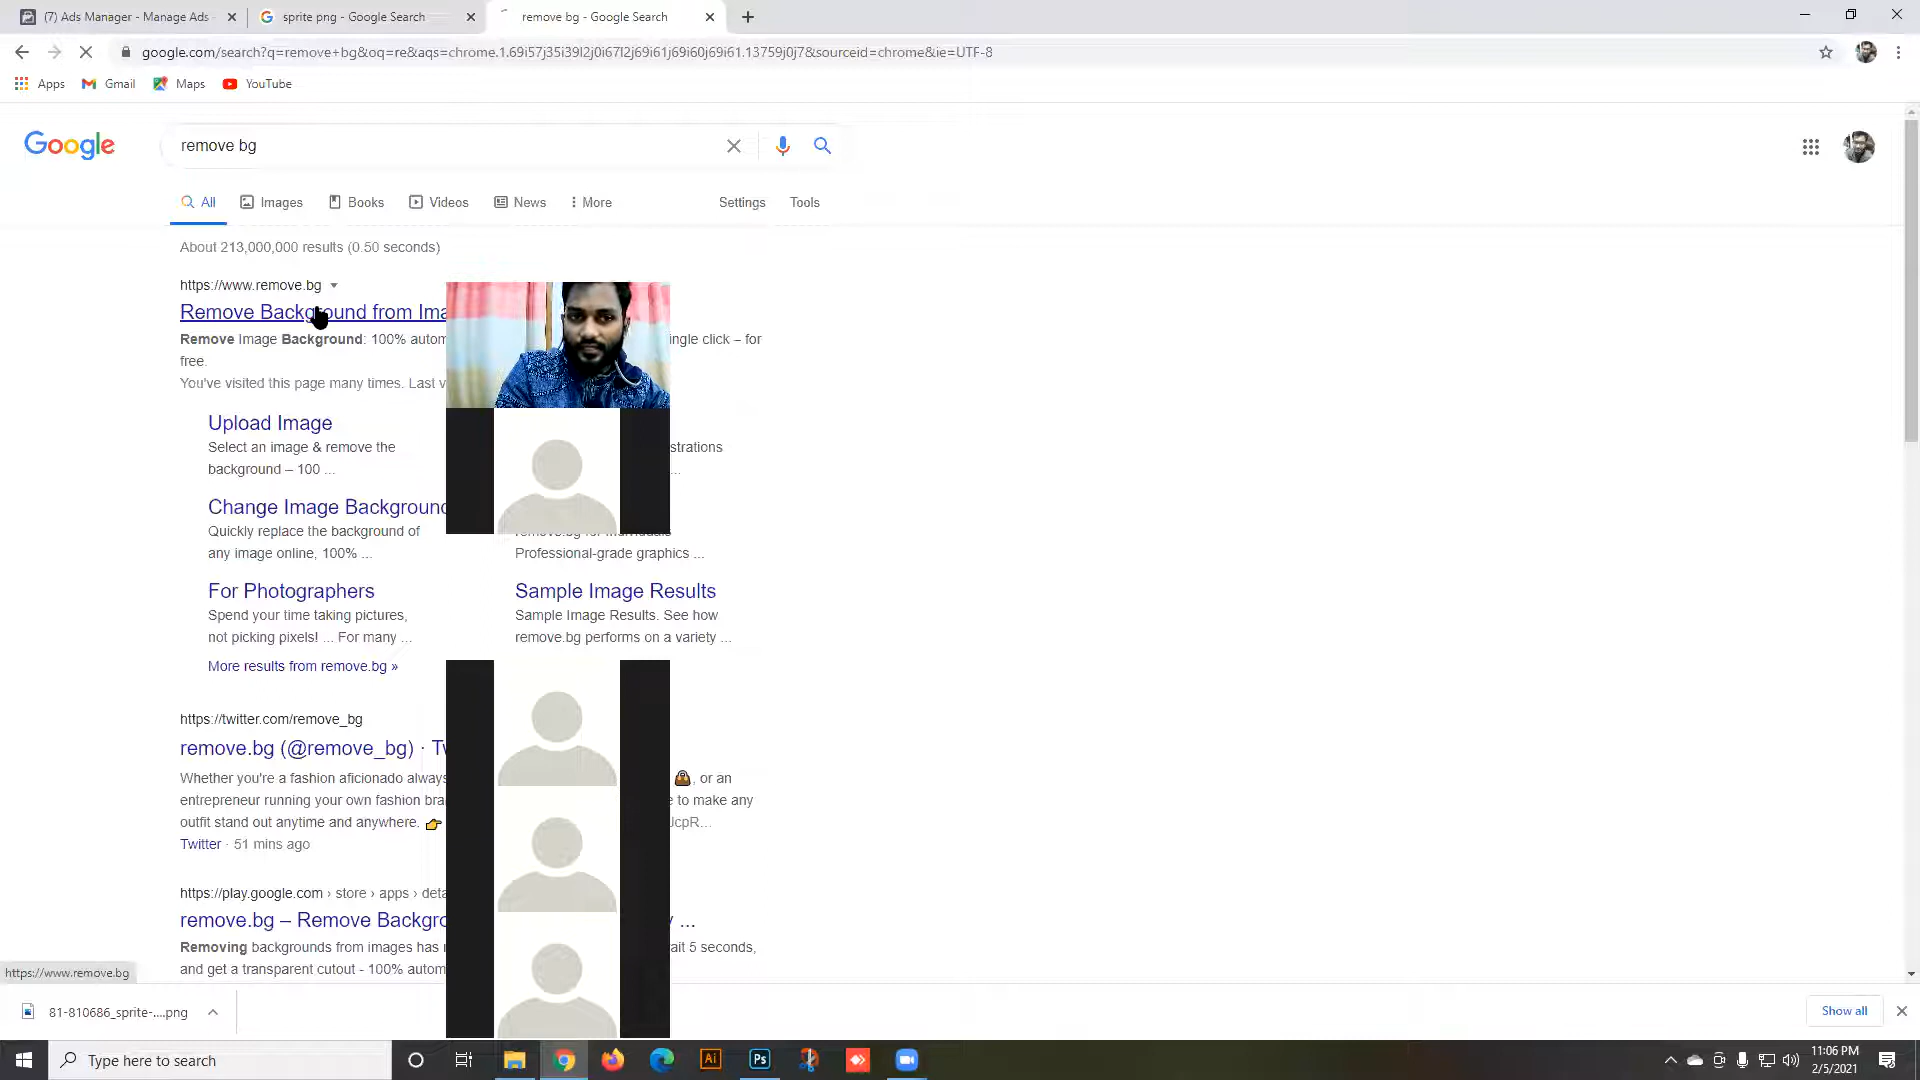 (7) Ads Manager - Manage Ads -
sprite png - Google Search
remove bg - Google Search
google.com/search?q=remove+bg&oq=re&aqs=chrome.1.69i57j35i39l2j0i67l2j69i61j69i60j69i61.13759j0j7&sourceid=chrome&ie=UTF-8
Apps Gmail Maps YouTube
Google
remove bg
All Images Books Videos News More Settings Tools
About 213,000,000 results (0.50 seconds)
https://www.remove.bg
Remove Background from Ima
Remove Image Background: 100% autom ingle click – for
free.
You've visited this page many times. Last v
Upload Image
Select an image & remove the strations
background – 100 ... ...
Change Image Background
Quickly replace the background of remove.bg for Individuals
any image online, 100% ... Professional-grade graphics ...
For Photographers Sample Image Results
Spend your time taking pictures, Sample Image Results. See how
not picking pixels! ... For many ... remove.bg performs on a variety ...
More results from remove.bg »
https://twitter.com/remove_bg
remove.bg (@remove_bg) · Tw
Whether you're a fashion aficionado always , or an
entrepreneur running your own fashion bra e to make any
outfit stand out anytime and anywhere. JcpR...
Twitter · 51 mins ago
https://play.google.com › store › apps › deta
remove.bg – Remove Backgro y ...
Removing backgrounds from images has n ait 5 seconds,
and get a transparent cutout - 100% autom
https://www.remove.bg
81-810686_sprite-....png
Show all
Type here to search
Ai
Ps
11:06 PM
2/5/2021